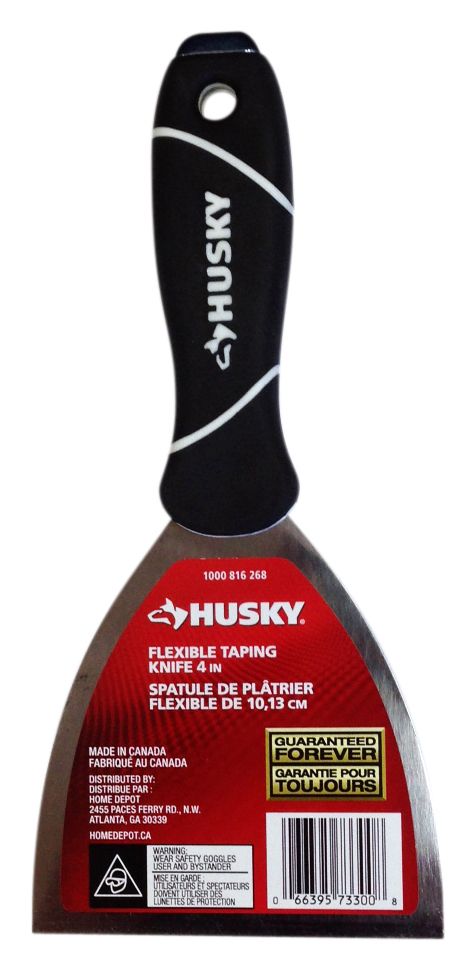 HUSKY
1000 816 268
HUSKY®
FLEXIBLE TAPING
KNIFE 4 IN
SPATULE DE PLÂTRIER
FLEXIBLE DE 10,13 CM
GUARANTEED
FOREVER
GARANTIE POUR
TOUJOURS
MADE IN CANADA
FABRIQUÉ AU CANADA
DISTRIBUTED BY:
DISTRIBUE PAR :
HOME DEPOT
2455 PACES FERRY RD., N.W.
ATLANTA, GA 30339
HOMEDEPOT.CA
WARNING:
WEAR SAFETY GOGGLES
USER AND BYSTANDER
MISE EN GARDE :
UTILISATEURS ET SPECTATEURS
DOIVENT UTILISER DES
LUNETTES DE PROTECTION
0 66395 73300 8